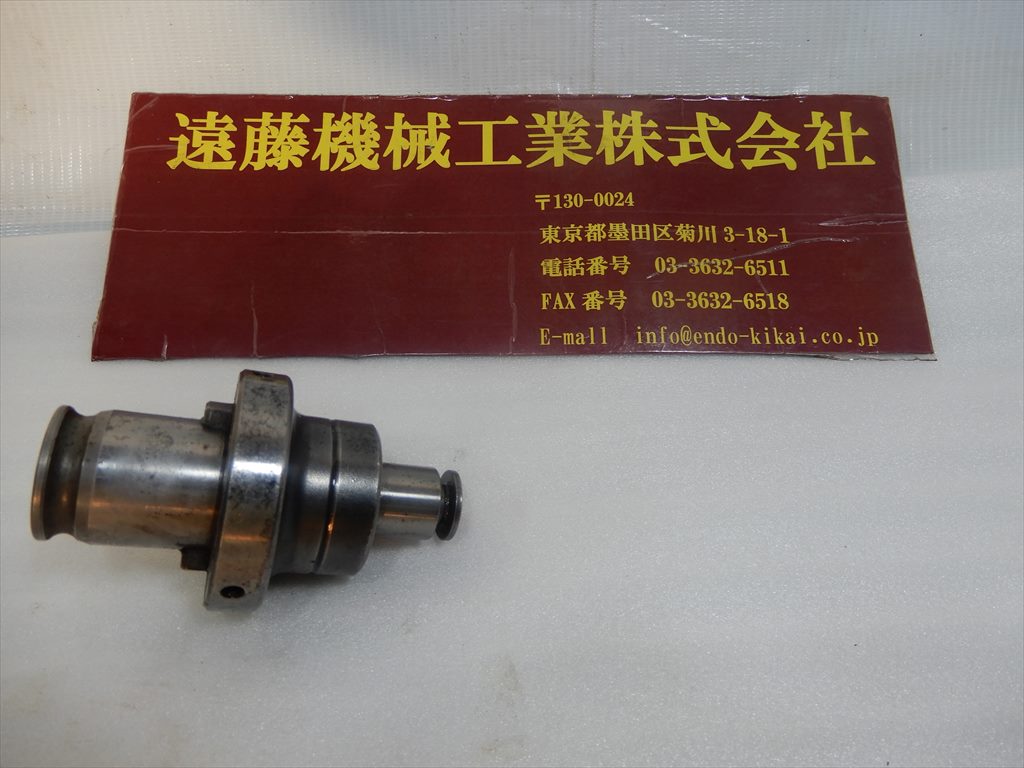 遠藤機械工業株式会社
〒130-0024
東京都墨田区菊川 3-18-1
電話番号 03-3632-6511
FAX 番号 03-3632-6518
E-mall info@endo-kikai.co.jp